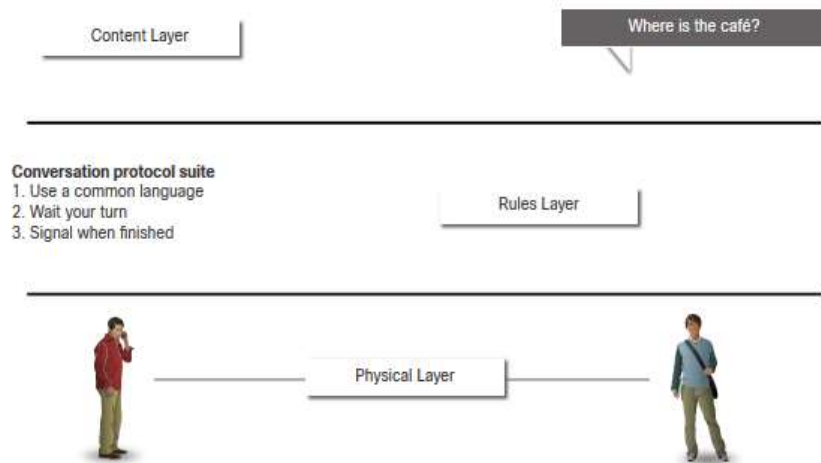 Content Layer
Where is the café?
Conversation protocol suite
1. Use a common language
2. Wait your turn
3. Signal when finished
Rules Layer
Physical Layer